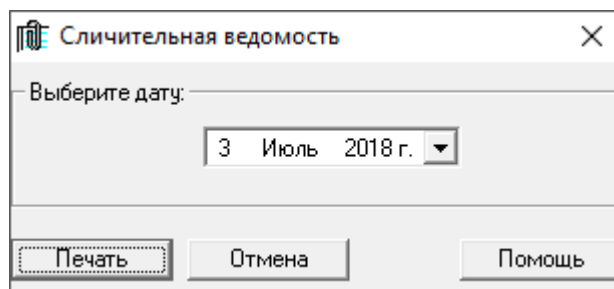 Сличительная ведомость
Выберите дату:
3 Июль 2018 г.
Печать Отмена Помощь